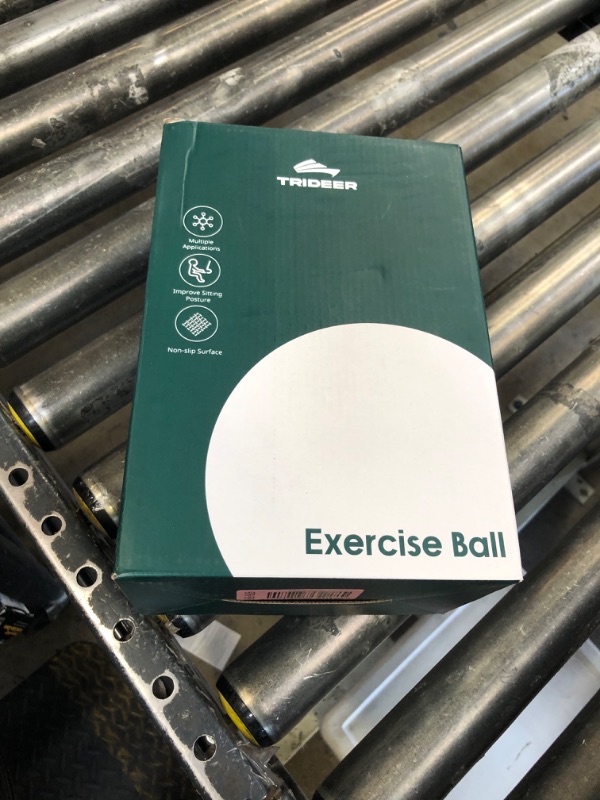 TRIDEER
Multiple
Applications
Improve Sitting
Posture
Non-slip Surface
Exercise Ball